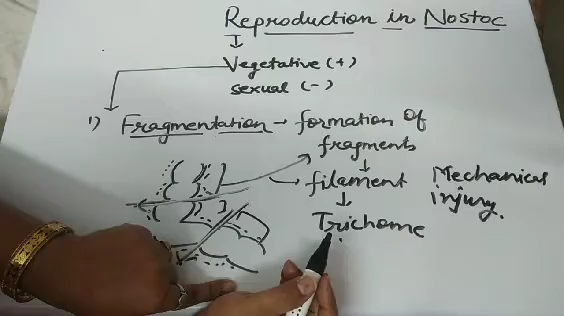 Reproduction in Nostoc
Vegetative (+)
sexual (-)
1) Fragmentation - formation of
fragments
filament
Mechanical
injury.
Trichome